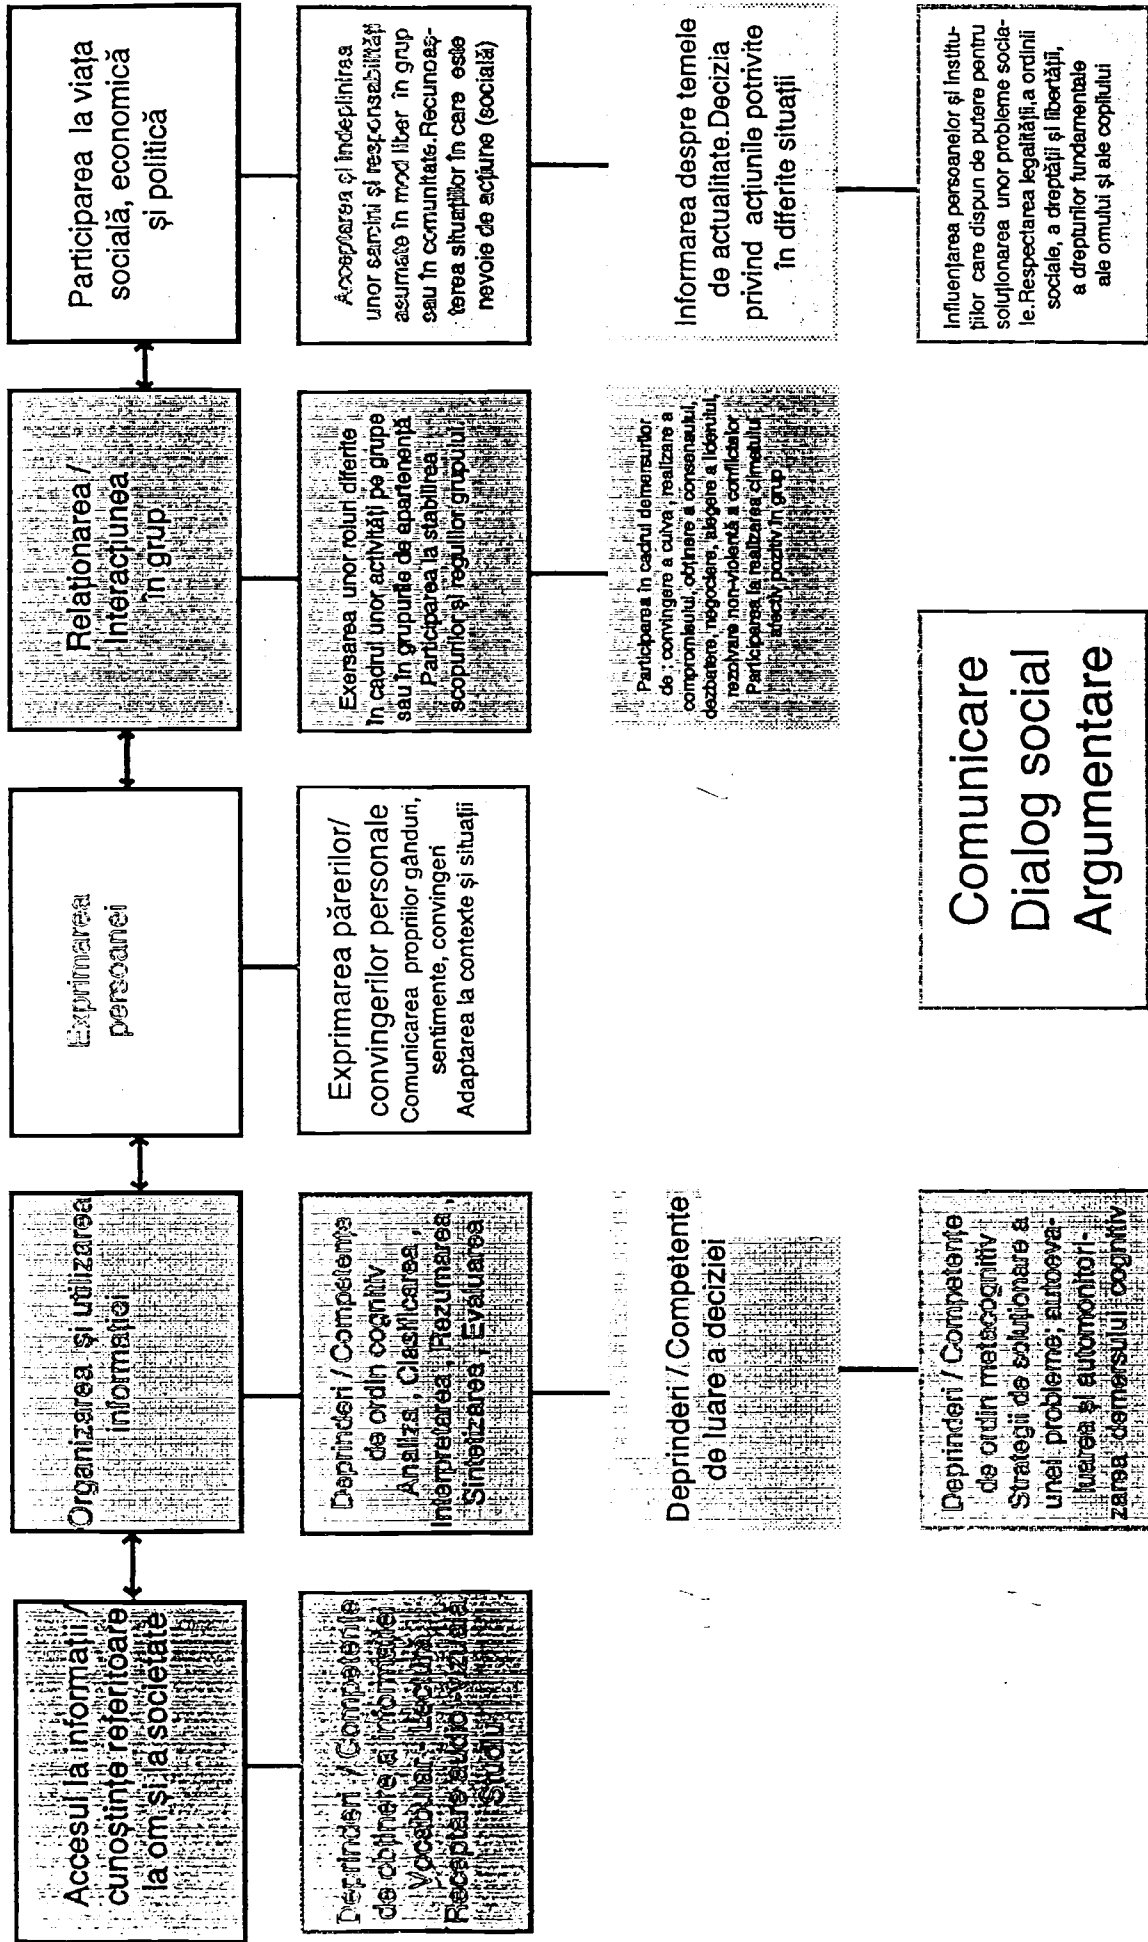 Accesul la informații /
cunoștințe referitoare
la om și la societate
Deprinderi / Competențe
de obținere a informației
Vocabular - Lectură
Receptare audio-vizuală
Studiu
Organizarea și utilizarea
informației
Deprinderi / Competențe
de ordin cognitiv
Analiza , Clasificarea ,
Interpretarea , Rezumarea ,
Sintetizarea , Evaluarea
Deprinderi / Competente
de luarea a deciziei
Deprinderi / Competențe
de ordin metacognitiv
Strategii de soluționare a
unei probleme; autoeva-
luarea și automonitori-
zarea demersului cognitiv
Exprimarea
persoanei
Exprimarea părerilor/
convingerilor personale
Comunicarea propriilor gânduri,
sentimente, convingeri
Adaptarea la contexte și situații
Relaționarea/
Interacțiunea
în grup
Exersarea unor roluri diferite
în cadrul unor activități pe grupe
sau în grupurile de apartenență
Participarea la stabilirea
scopurilor și regulilor grupului
Participarea în cadrul demersurilor
de : convingere a cuiva , realizare a
compromisului, obținere a consensului,
dezbatere, negociere, alegere a liderului,
rezolvare non-violentă a conflictelor
Participarea la realizarea climatului
afectiv pozitiv în grup
Participarea la viața
socială, economică
și politică
Acceptarea și îndeplinirea
unor sarcini și responsabilități
asumate în mod liber în grup
sau în comunitate.Recunoaș-
terea situațiilor în care este
nevoie de acțiune (socială)
Informarea despre temele
de actualitate.Decizia
privind acțiunile potrivite
în diferite situații
Influențarea persoanelor și institu-
țiilor care dispun de putere pentru
soluționarea unor probleme socia-
le.Respectarea legalității,a ordinii
sociale, a dreptății și libertății,
a drepturilor fundamentale
ale omului și ale copilului
Comunicare
Dialog social
Argumentare